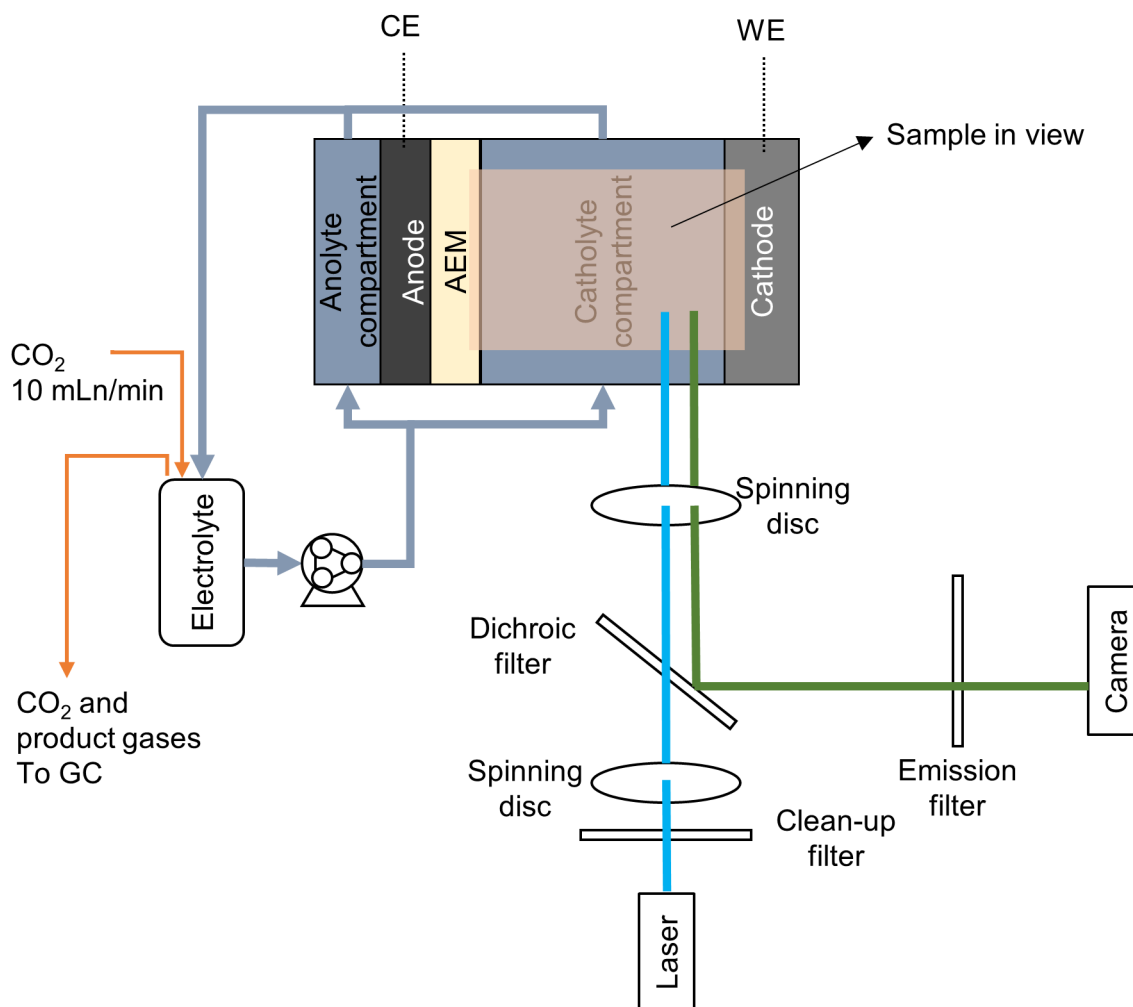 CE
WE
Sample in view
Anolyte
compartment
Anode
AEM
Catholyte
compartment
Cathode
CO₂
10 mLn/min
Electrolyte
CO₂ and
product gases
To GC
Spinning
disc
Dichroic
filter
Spinning
disc
Clean-up
filter
Laser
Emission
filter
Camera